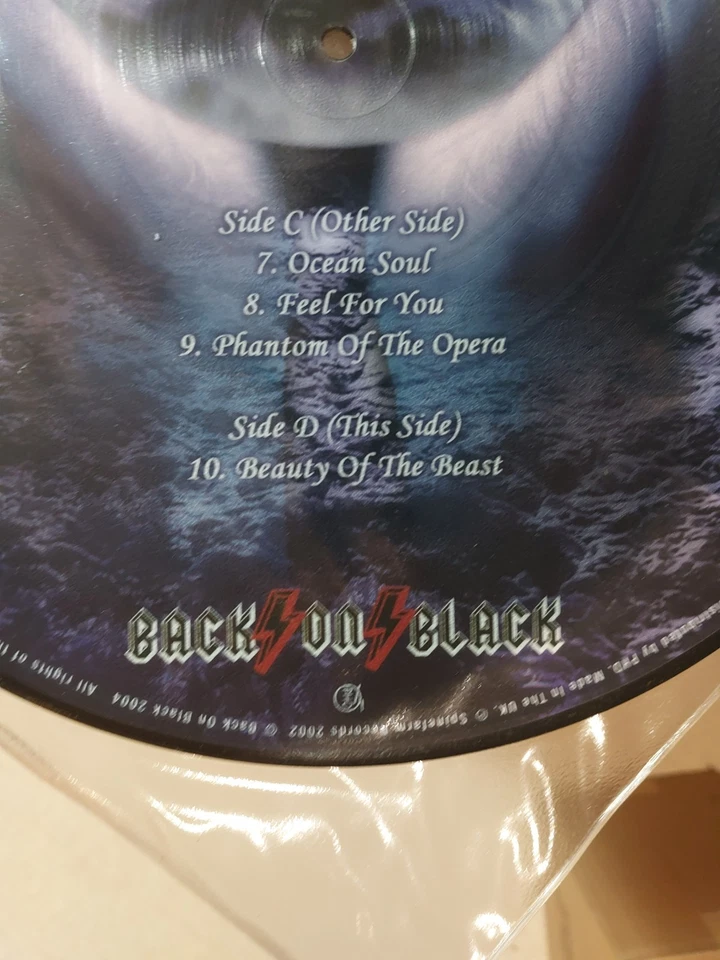 Side C (Other Side)
7. Ocean Soul
8. Feel For You
9. Phantom Of The Opera
Side D (This Side)
10. Beauty Of The Beast
BACK ON BLACK
by FHD. Made In The UK. © Spinefarm Records 2002 © Back On Black 2004 All rights of